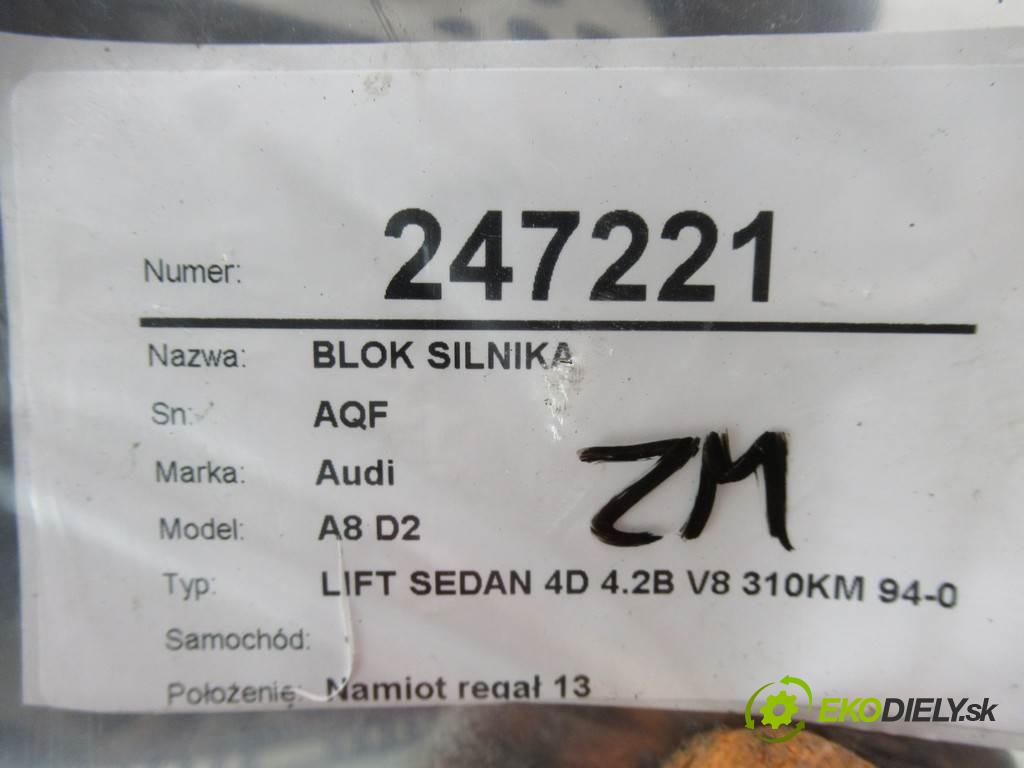 Numer: 247221
Nazwa: BLOK SILNIKA
Sn: AQF
Marka: Audi
ZM
Model: A8 D2
Typ: LIFT SEDAN 4D 4.2B V8 310KM 94-0
Samochód:
Położenie: Namiot regał 13
EKODIELY.sk